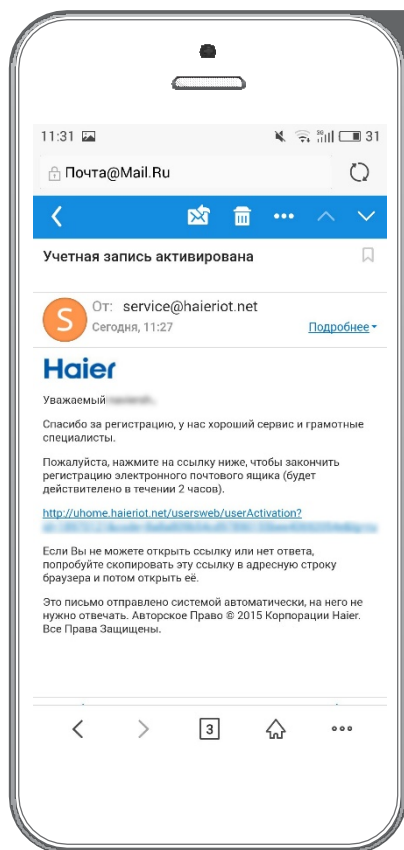 11:31 31
Почта@Mail.Ru
Учетная запись активирована
S
От: service@haieriot.net
Сегодня, 11:27 Подробнее
Haier
Уважаемый
Спасибо за регистрацию, у нас хороший сервис и грамотные
специалисты.
Пожалуйста, нажмите на ссылку ниже, чтобы закончить
регистрацию электронного почтового ящика (будет
действителено в течении 2 часов).
http://uhome.haieriot.net/usersweb/userActivation?
Если Вы не можете открыть ссылку или нет ответа,
попробуйте скопировать эту ссылку в адресную строку
браузера и потом открыть её.
Это письмо отправлено системой автоматически, на него не
нужно отвечать. Авторское Право © 2015 Корпорации Haier.
Все Права Защищены.
3